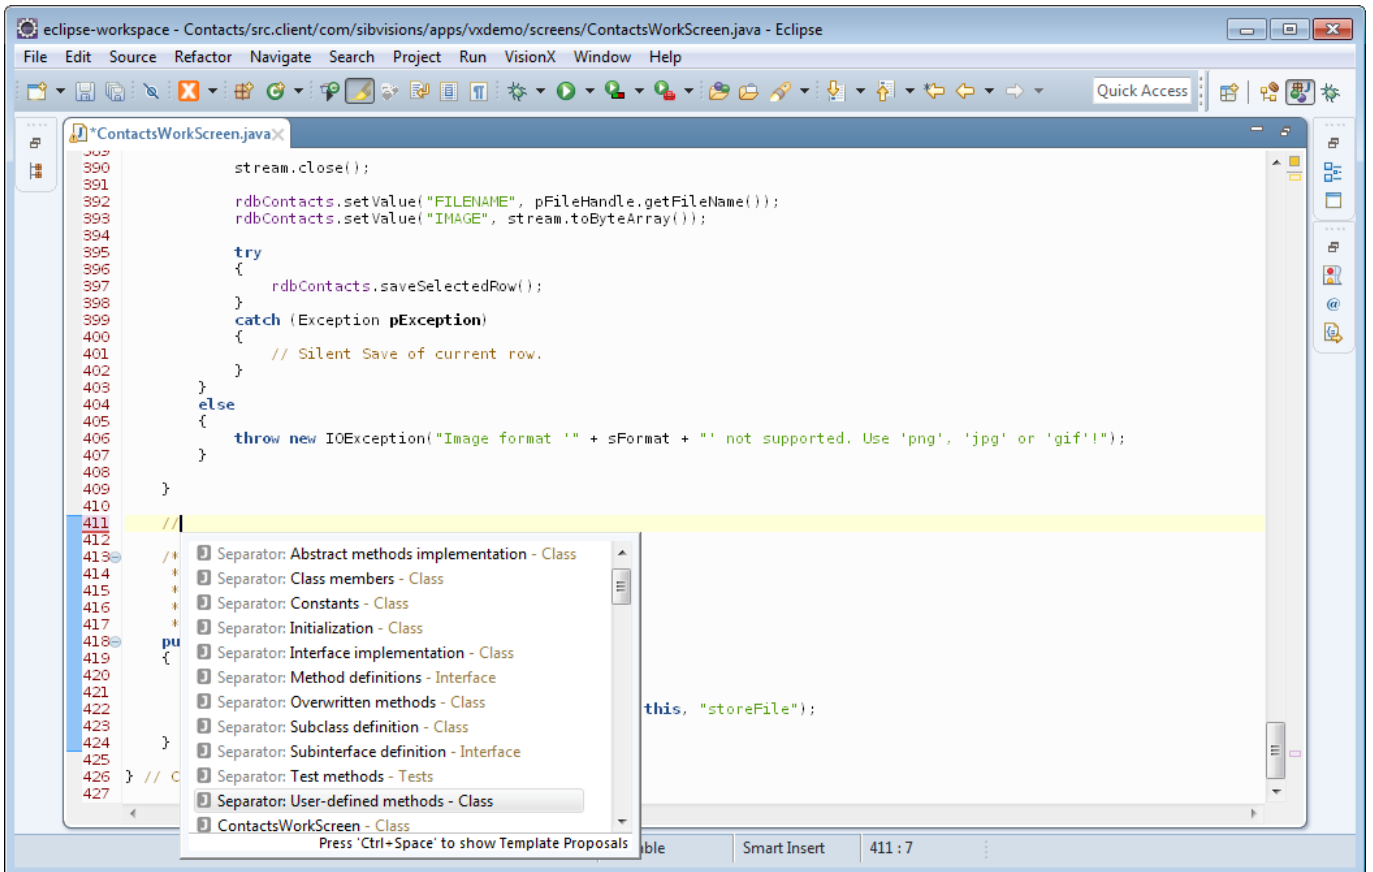 eclipse-workspace - Contacts/src.client/com/sibvisions/apps/vxdemo/screens/ContactsWorkScreen.java - Eclipse
File Edit Source Refactor Navigate Search Project Run VisionX Window Help
Quick Access
*ContactsWorkScreen.java
389
390 stream.close();
391
392 rdbContacts.setValue("FILENAME", pFileHandle.getFileName());
393 rdbContacts.setValue("IMAGE", stream.toByteArray());
394
395 try
396 {
397 rdbContacts.saveSelectedRow();
398 }
399 catch (Exception pException)
400 {
401 // Silent Save of current row.
402 }
403 }
404 else
405 {
406 throw new IOException("Image format '" + sFormat + "' not supported. Use 'png', 'jpg' or 'gif'!");
407 }
408
409 }
410
411 //
412
413 /*
414 *
415 *
416 *
417 *
418 pu
419 {
420
421
422 this, "storeFile");
423
424 }
425
426 } // C
427
Separator: Abstract methods implementation - Class
Separator: Class members - Class
Separator: Constants - Class
Separator: Initialization - Class
Separator: Interface implementation - Class
Separator: Method definitions - Interface
Separator: Overwritten methods - Class
Separator: Subclass definition - Class
Separator: Subinterface definition - Interface
Separator: Test methods - Tests
Separator: User-defined methods - Class
ContactsWorkScreen - Class
Press 'Ctrl+Space' to show Template Proposals
ble Smart Insert 411 : 7